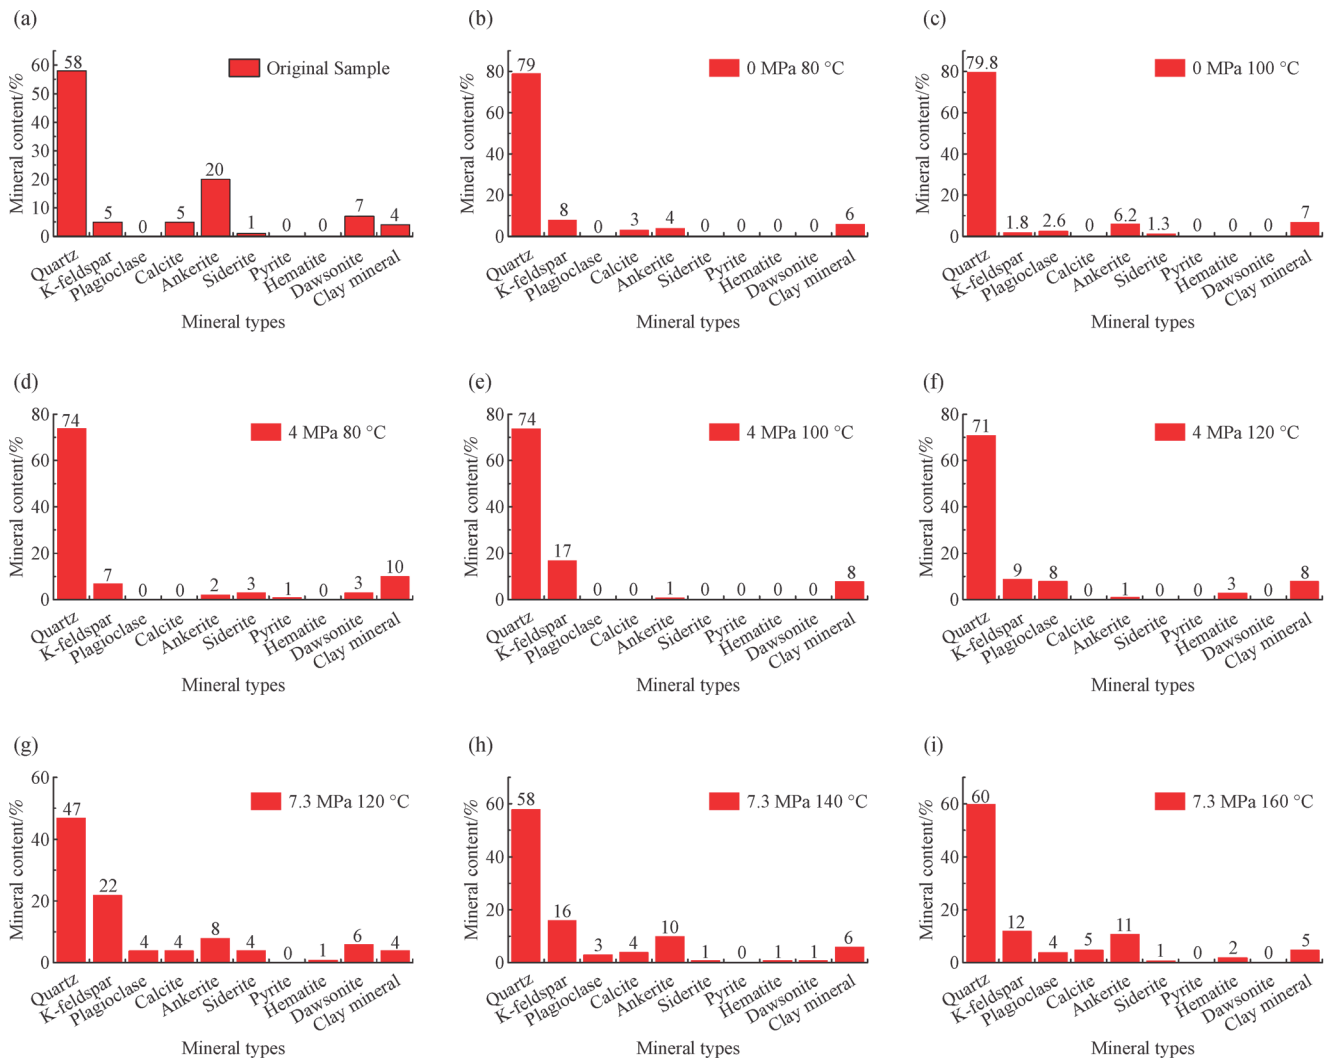 (a)
Original Sample
Mineral content/%
60
50
40
30
20
10
0
58
5
0
5
20
1
0
0
7
4
Quartz
K-feldspar
Plagioclase
Calcite
Ankerite
Siderite
Pyrite
Hematite
Dawsonite
Clay mineral
Mineral types
(b)
0 MPa 80 °C
Mineral content/%
80
60
40
20
0
79
8
0
3
4
0
0
0
0
6
Quartz
K-feldspar
Plagioclase
Calcite
Ankerite
Siderite
Pyrite
Hematite
Dawsonite
Clay mineral
Mineral types
(c)
0 MPa 100 °C
Mineral content/%
80
60
40
20
0
79.8
1.8
2.6
0
6.2
1.3
0
0
0
7
Quartz
K-feldspar
Plagioclase
Calcite
Ankerite
Siderite
Pyrite
Hematite
Dawsonite
Clay mineral
Mineral types
(d)
4 MPa 80 °C
Mineral content/%
80
60
40
20
0
74
7
0
0
2
3
1
0
3
10
Quartz
K-feldspar
Plagioclase
Calcite
Ankerite
Siderite
Pyrite
Hematite
Dawsonite
Clay mineral
Mineral types
(e)
4 MPa 100 °C
Mineral content/%
80
60
40
20
0
74
17
0
0
1
0
0
0
0
8
Quartz
K-feldspar
Plagioclase
Calcite
Ankerite
Siderite
Pyrite
Hematite
Dawsonite
Clay mineral
Mineral types
(f)
4 MPa 120 °C
Mineral content/%
80
60
40
20
0
71
9
8
0
1
0
0
3
0
8
Quartz
K-feldspar
Plagioclase
Calcite
Ankerite
Siderite
Pyrite
Hematite
Dawsonite
Clay mineral
Mineral types
(g)
7.3 MPa 120 °C
Mineral content/%
60
40
20
0
47
22
4
4
8
4
0
1
6
4
Quartz
K-feldspar
Plagioclase
Calcite
Ankerite
Siderite
Pyrite
Hematite
Dawsonite
Clay mineral
Mineral types
(h)
7.3 MPa 140 °C
Mineral content/%
60
40
20
0
58
16
3
4
10
1
0
1
1
6
Quartz
K-feldspar
Plagioclase
Calcite
Ankerite
Siderite
Pyrite
Hematite
Dawsonite
Clay mineral
Mineral types
(i)
7.3 MPa 160 °C
Mineral content/%
60
40
20
0
60
12
4
5
11
1
0
2
0
5
Quartz
K-feldspar
Plagioclase
Calcite
Ankerite
Siderite
Pyrite
Hematite
Dawsonite
Clay mineral
Mineral types